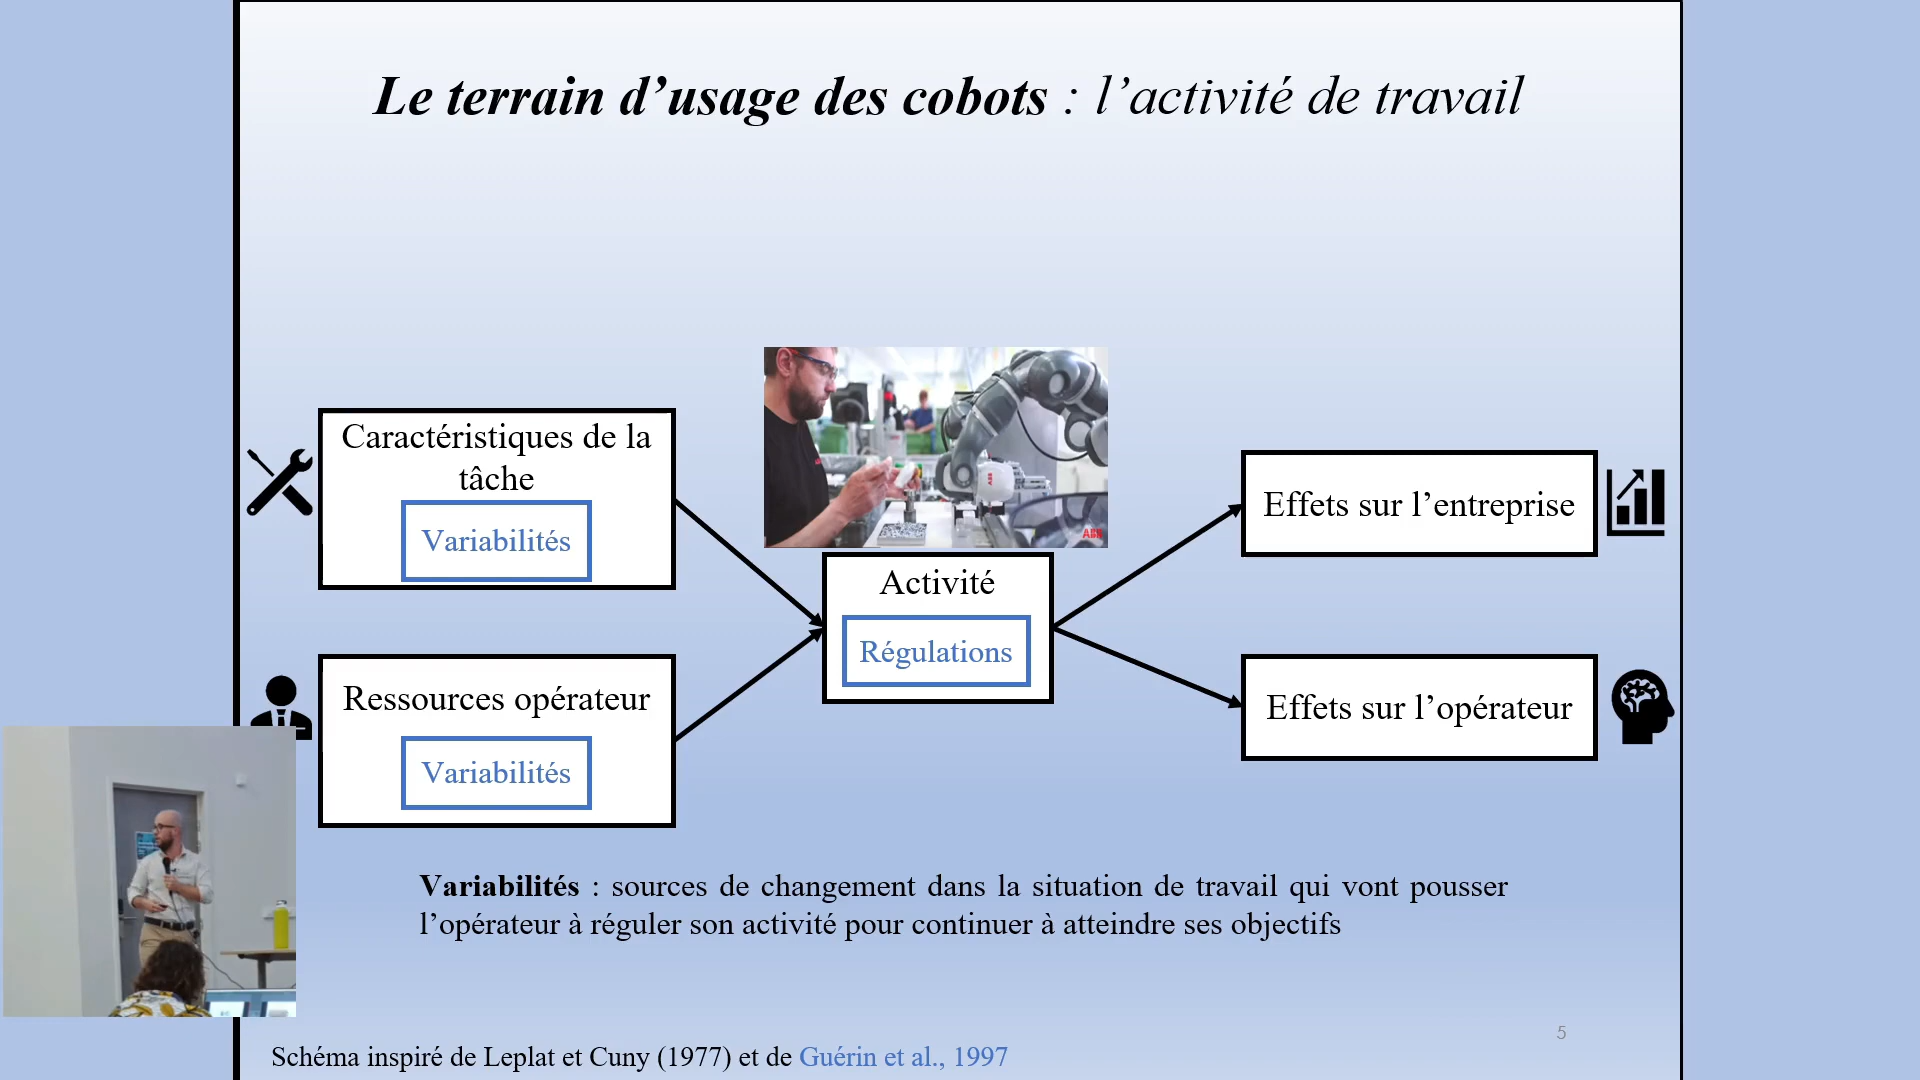 Le terrain d’usage des cobots : l’activité de travail
Caractéristiques de la
tâche
Variabilités
Ressources opérateur
Variabilités
ABB
ABB
Activité
Régulations
Effets sur l’entreprise
Effets sur l’opérateur
Variabilités : sources de changement dans la situation de travail qui vont pousser
l’opérateur à réguler son activité pour continuer à atteindre ses objectifs
5
Schéma inspiré de Leplat et Cuny (1977) et de Guérin et al., 1997